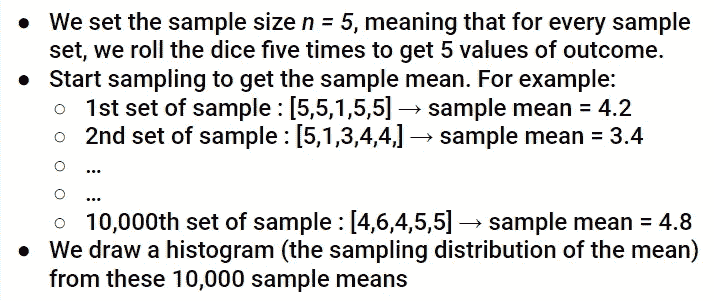 ● We set the sample size n = 5, meaning that for every sample
set, we roll the dice five times to get 5 values of outcome.
● Start sampling to get the sample mean. For example:
○ 1st set of sample : [5,5,1,5,5] → sample mean = 4.2
○ 2nd set of sample : [5,1,3,4,4,] → sample mean = 3.4
○ ...
○ ...
○ 10,000th set of sample : [4,6,4,5,5] → sample mean = 4.8
● We draw a histogram (the sampling distribution of the mean)
from these 10,000 sample means